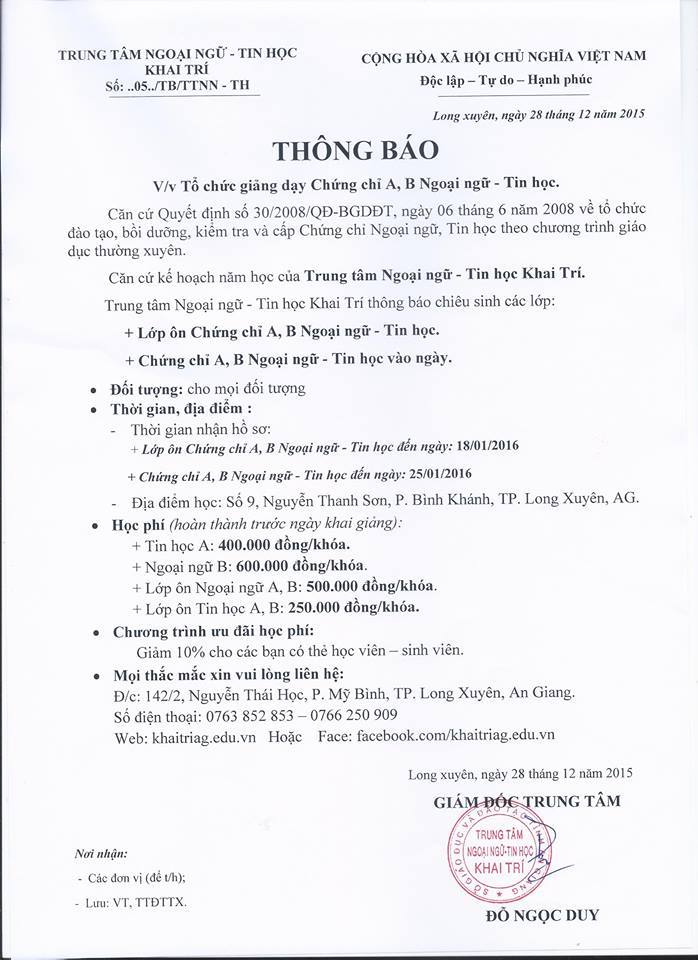 TRUNG TÂM NGOẠI NGỮ - TIN HỌC
KHAI TRÍ
Số: ..05../TB/TTNN - TH
CỘNG HÒA XÃ HỘI CHỦ NGHĨA VIỆT NAM
Độc lập – Tự do – Hạnh phúc
Long xuyên, ngày 28 tháng 12 năm 2015
THÔNG BÁO
V/v Tổ chức giảng dạy Chứng chỉ A, B Ngoại ngữ - Tin học.
Căn cứ Quyết định số 30/2008/QĐ-BGDĐT, ngày 06 tháng 6 năm 2008 về tổ chức
đào tạo, bồi dưỡng, kiểm tra và cấp Chứng chỉ Ngoại ngữ, Tin học theo chương trình giáo
dục thường xuyên.
Căn cứ kế hoạch năm học của Trung tâm Ngoại ngữ - Tin học Khai Trí.
Trung tâm Ngoại ngữ - Tin học Khai Trí thông báo chiêu sinh các lớp:
+ Lớp ôn Chứng chỉ A, B Ngoại ngữ - Tin học.
+ Chứng chỉ A, B Ngoại ngữ - Tin học vào ngày.
• Đối tượng: cho mọi đối tượng
• Thời gian, địa điểm :
- Thời gian nhận hồ sơ:
+ Lớp ôn Chứng chỉ A, B Ngoại ngữ - Tin học đến ngày: 18/01/2016
+ Chứng chỉ A, B Ngoại ngữ - Tin học đến ngày: 25/01/2016
- Địa điểm học: Số 9, Nguyễn Thanh Sơn, P. Bình Khánh, TP. Long Xuyên, AG.
• Học phí (hoàn thành trước ngày khai giảng):
+ Tin học A: 400.000 đồng/khóa.
+ Ngoại ngữ B: 600.000 đồng/khóa.
+ Lớp ôn Ngoại ngữ A, B: 500.000 đồng/khóa.
+ Lớp ôn Tin học A, B: 250.000 đồng/khóa.
• Chương trình ưu đãi học phí:
Giảm 10% cho các bạn có thẻ học viên – sinh viên.
• Mọi thắc mắc xin vui lòng liên hệ:
Đ/c: 142/2, Nguyễn Thái Học, P. Mỹ Bình, TP. Long Xuyên, An Giang.
Số điện thoại: 0763 852 853 – 0766 250 909
Web: khaitriag.edu.vn Hoặc Face: facebook.com/khaitriag.edu.vn
Long xuyên, ngày 28 tháng 12 năm 2015
GIÁM ĐỐC TRUNG TÂM
SỞ GIÁO DỤC VÀ ĐÀO TẠO TỈNH AN GIANG
TRUNG TÂM
NGOẠI NGỮ-TIN HỌC
KHAI TRÍ
Nơi nhận:
- Các đơn vị (để t/h);
- Lưu: VT, TTĐTTX.
ĐỖ NGỌC DUY